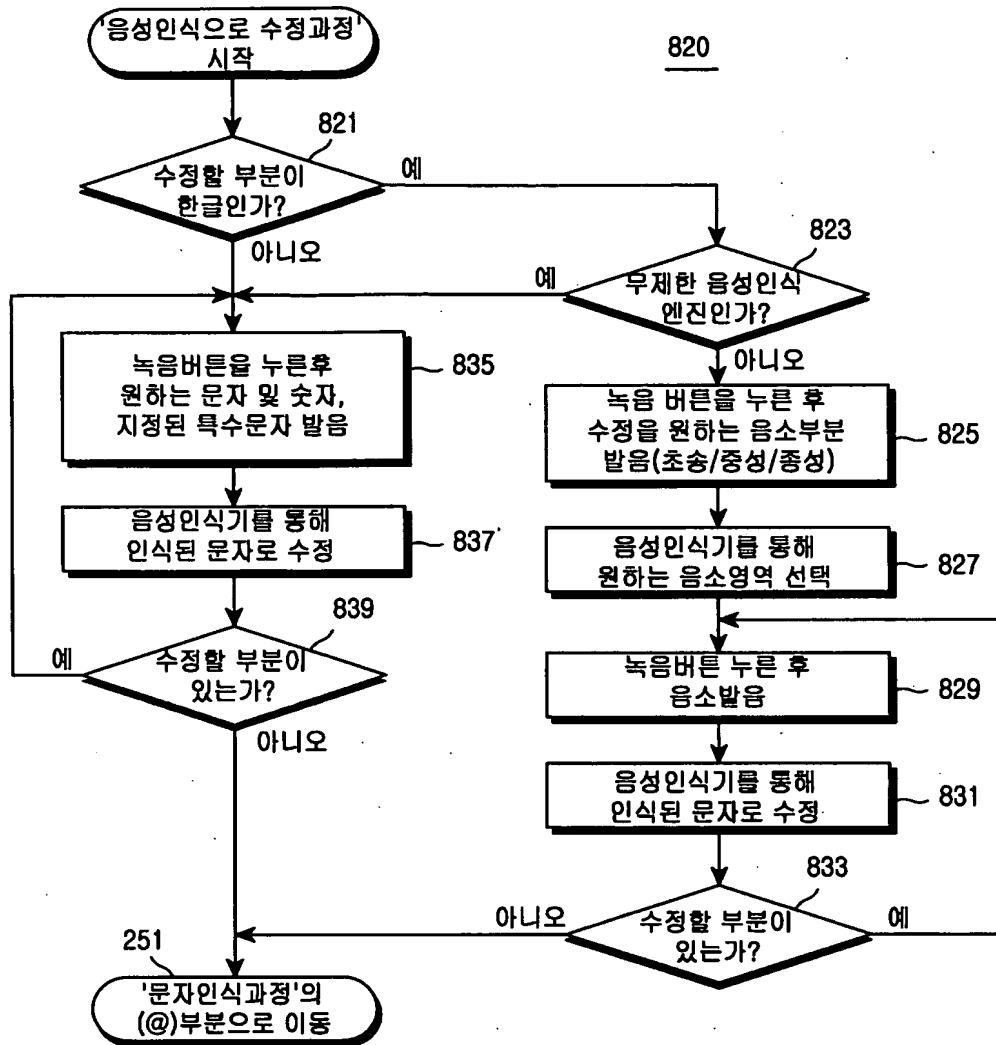 '음성인식으로 수정과정'
시작
820
821
수정할 부분이
한글인가?
예
아니오
823
무제한 음성인식
엔진인가?
예
아니오
녹음버튼을 누른후
원하는 문자 및 숫자,
지정된 특수문자 발음
835
녹음 버튼을 누른 후
수정을 원하는 음소부분
발음(초송/중성/종성)
825
음성인식기를 통해
인식된 문자로 수정
837
음성인식기를 통해
원하는 음소영역 선택
827
839
수정할 부분이
있는가?
예
아니오
녹음버튼 누른 후
음소발음
829
음성인식기를 통해
인식된 문자로 수정
831
833
수정할 부분이
있는가?
아니오
예
251
'문자인식과정'의
(@)부분으로 이동